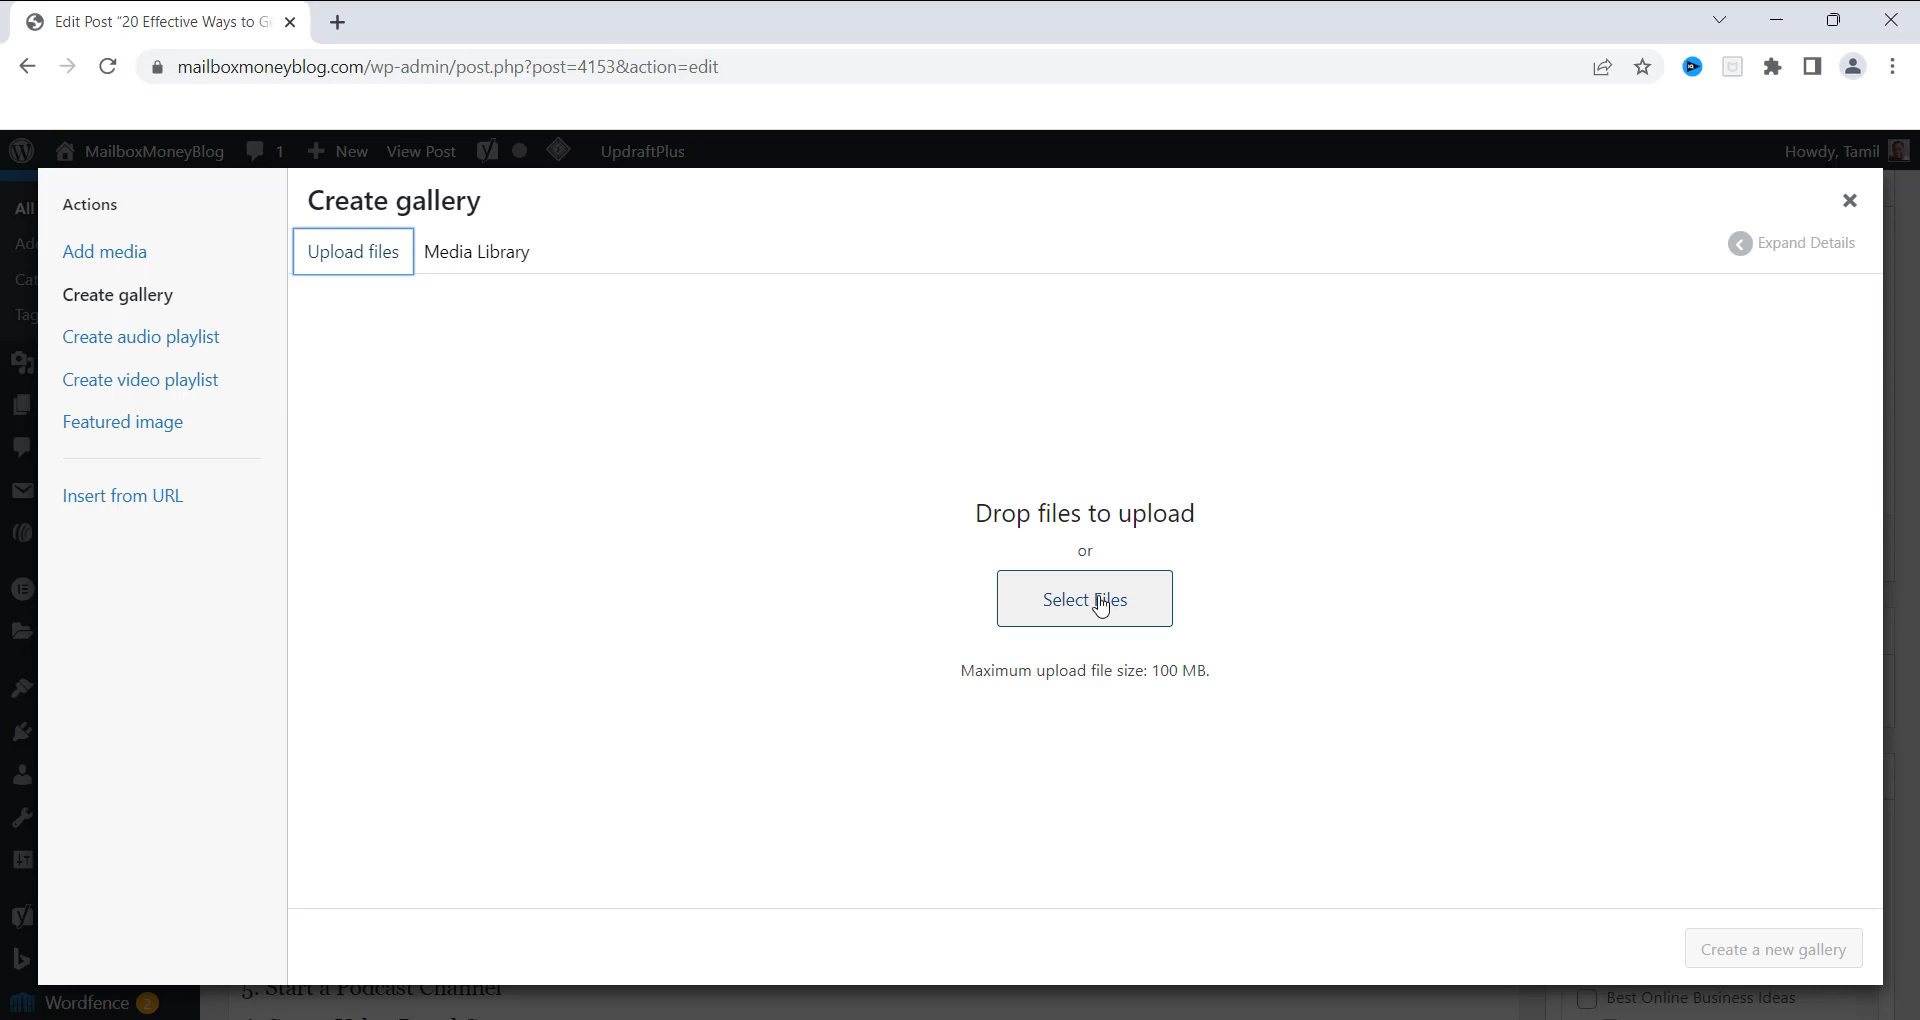 Edit Post "20 Effective Ways to Ge
mailboxmoneyblog.com/wp-admin/post.php?post=4153&action=edit
MailboxMoneyBlog 1 New View Post UpdraftPlus Howdy, Tamil
Actions
Create gallery
All
Upload files Media Library
Expand Details
Add media
Create gallery
Create audio playlist
Create video playlist
Featured image
Insert from URL
Drop files to upload
or
Select Files
Maximum upload file size: 100 MB.
Create a new gallery
5. Start a Podcast Channel
Wordfence 2
Best Online Business Ideas